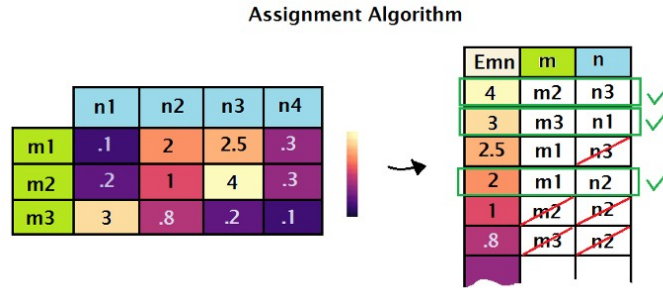 Assignment Algorithm
n1 n2 n3 n4
m1 .1 2 2.5 .3
m2 .2 1 4 .3
m3 3 .8 .2 .1
Emn m n
4 m2 n3
3 m3 n1
2.5 m1 n3
2 m1 n2
1 m2 n2
.8 m3 n2